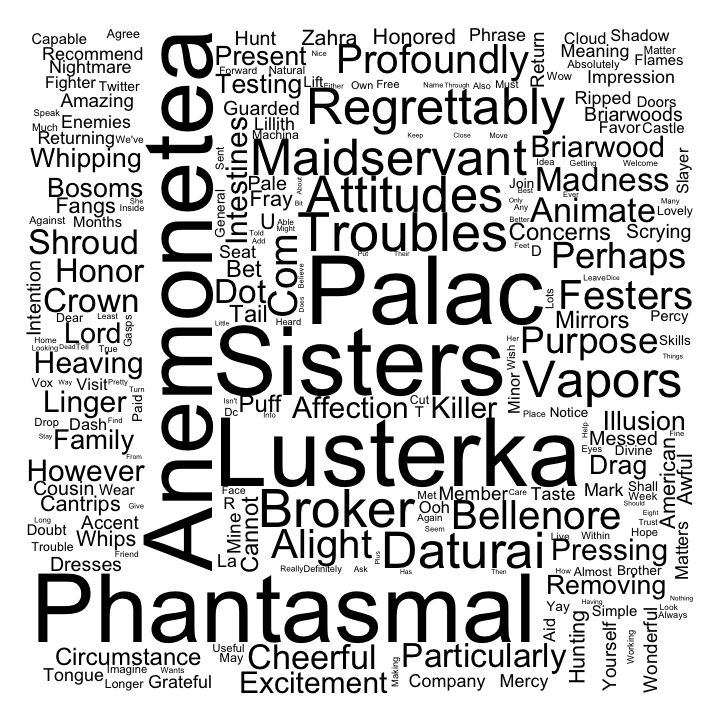 Capable
Agree
Recommend
Nightmare
Fighter
Twitter
Amazing
Speak
Enemies
Much
Returning
We've
Whipping
Bosoms
She
Fangs
Inside
Against
Months
Shroud
Honor
Intention
Crown
Dear
Least
Lord
Gasps
Home
Looking
Dead
Tell
True
Heaving
Vox
Way
Visit
Pretty
Linger
Turn
Paid
Drop
Dash
Find
Stay
Family
From
However
Cousin
Wear
Cantrips
Give
Long
Accent
Doubt
Whips
Trouble
Friend
Dresses
Anemonetea
Hunt
Zahra
Honored
Phrase
Return
Cloud
Shadow
Present
Nice
Profoundly
Meaning
Matter
Absolutely
Flames
Forward
Natural
Testing
Lift
Either
Own
Free
Name
Through
Also
Must
Wow
Impression
Guarded
Regrettably
Ripped
Doors
Lillith
Briarwoods
Machina
Favor
Castle
Keep
Close
Move
Sent
Intestines
Maidservant
Briarwood
Idea
Getting
Welcome
Slayer
Pale
About
Attitudes
Join
Best
Madness
Ever
Fray
Bit
General
Only
Any
Animate
Many
Lovely
U
Able
Might
Troubles
Better
Concerns
Scrying
Told
Add
Feet
D
Seat
Com
Put
Their
Perhaps
Bet
Believe
Palac
Leave
Dice
Dot
Does
Lots
Festers
Tail
Mirrors
Percy
Little
Heard
Sisters
Her
Purpose
Skills
Wish
Things
Minor
Vapors
Isn't
Puff
Affection
Cut
Killer
Dc
Into
T
Place
Notice
Illusion
Lusterka
Help
Messed
Fine
Eyes
Divine
Drag
American
Awful
Face
Broker
Met
Member
Care
Taste
Mark
Shall
R
Ooh
Week
Mine
Cannot
Again
Bellenore
Should
Eight
Seem
Trust
Alight
Plus
Daturai
Live
Within
Hope
La
Pressing
Matters
Really
Definitely
Ask
Has
Then
How
Almost
Brother
Phantasmal
Removing
Nothing
Yay
Having
Simple
Look
Always
Aid
Hunting
Yourself
Working
Wonderful
Circumstance
Useful
May
Cheerful
Particularly
Tongue
Imagine
Wants
Longer
Grateful
Excitement
Making
Company
Mercy